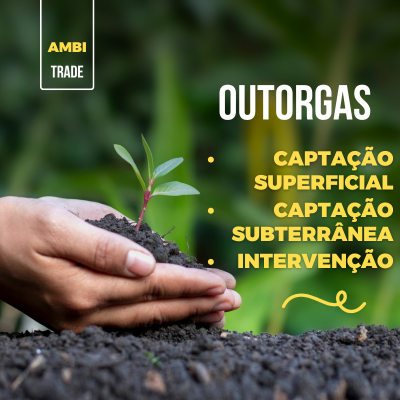 AMBI
TRADE
OUTORGAS
• CAPTAÇÃO
SUPERFICIAL
• CAPTAÇÃO
SUBTERRÂNEA
• INTERVENÇÃO